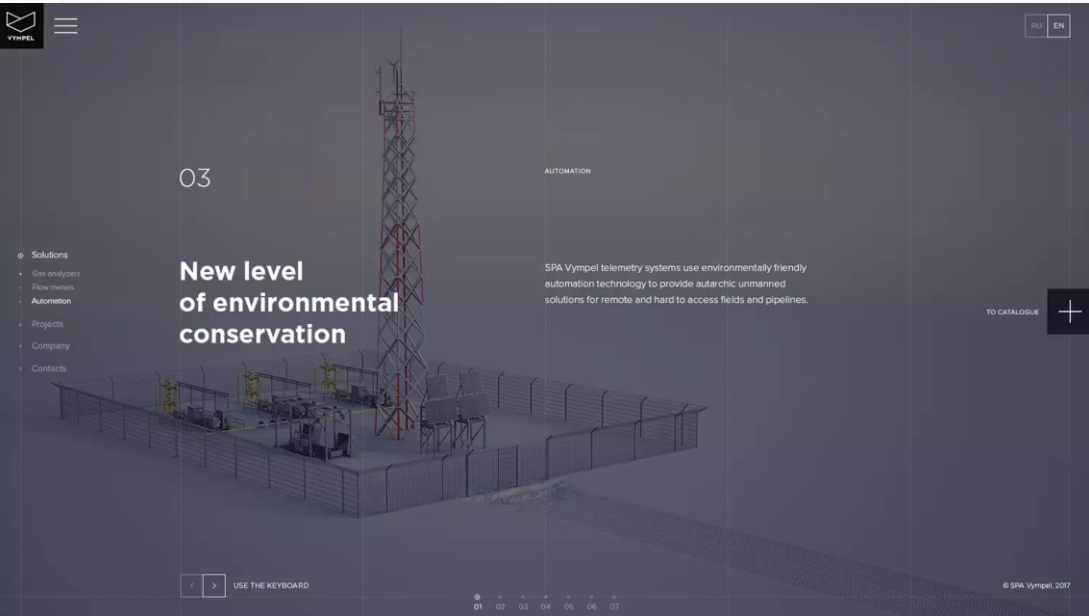 VYMPEL
RU EN
03
AUTOMATION
Solutions
Gas analyzers
Flow meters
Automation
Projects
Company
Contacts
New level
of environmental
conservation
SPA Vympel telemetry systems use environmentally friendly
automation technology to provide autarchic unmanned
solutions for remote and hard to access fields and pipelines.
TO CATALOGUE
USE THE KEYBOARD
© SPA Vympel, 2017
01 02 03 04 05 06 07